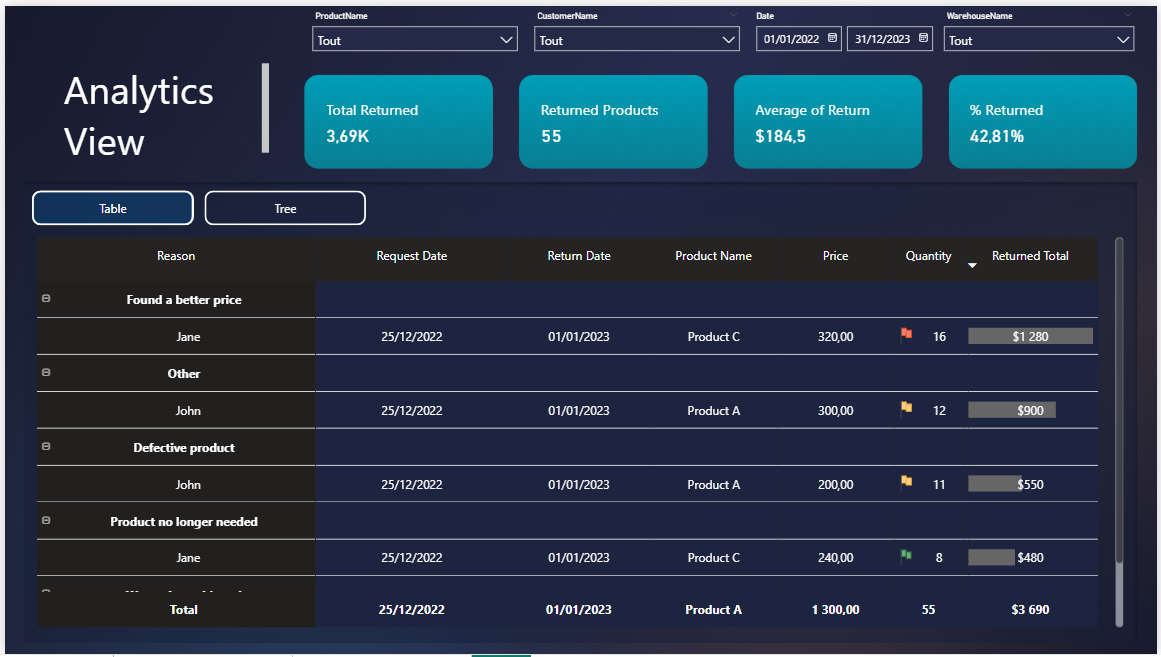 ProductName CustomerName Date WarehouseName
Tout Tout 01/01/2022 31/12/2023 Tout
Analytics
View
Total Returned Returned Products Average of Return % Returned
3,69K 55 $184,5 42,81%
Table Tree
Reason Request Date Return Date Product Name Price Quantity Returned Total
Found a better price
Jane 25/12/2022 01/01/2023 Product C 320,00 16 $1 280
Other
John 25/12/2022 01/01/2023 Product A 300,00 12 $900
Defective product
John 25/12/2022 01/01/2023 Product A 200,00 11 $550
Product no longer needed
Jane 25/12/2022 01/01/2023 Product C 240,00 8 $480
Total 25/12/2022 01/01/2023 Product A 1 300,00 55 $3 690